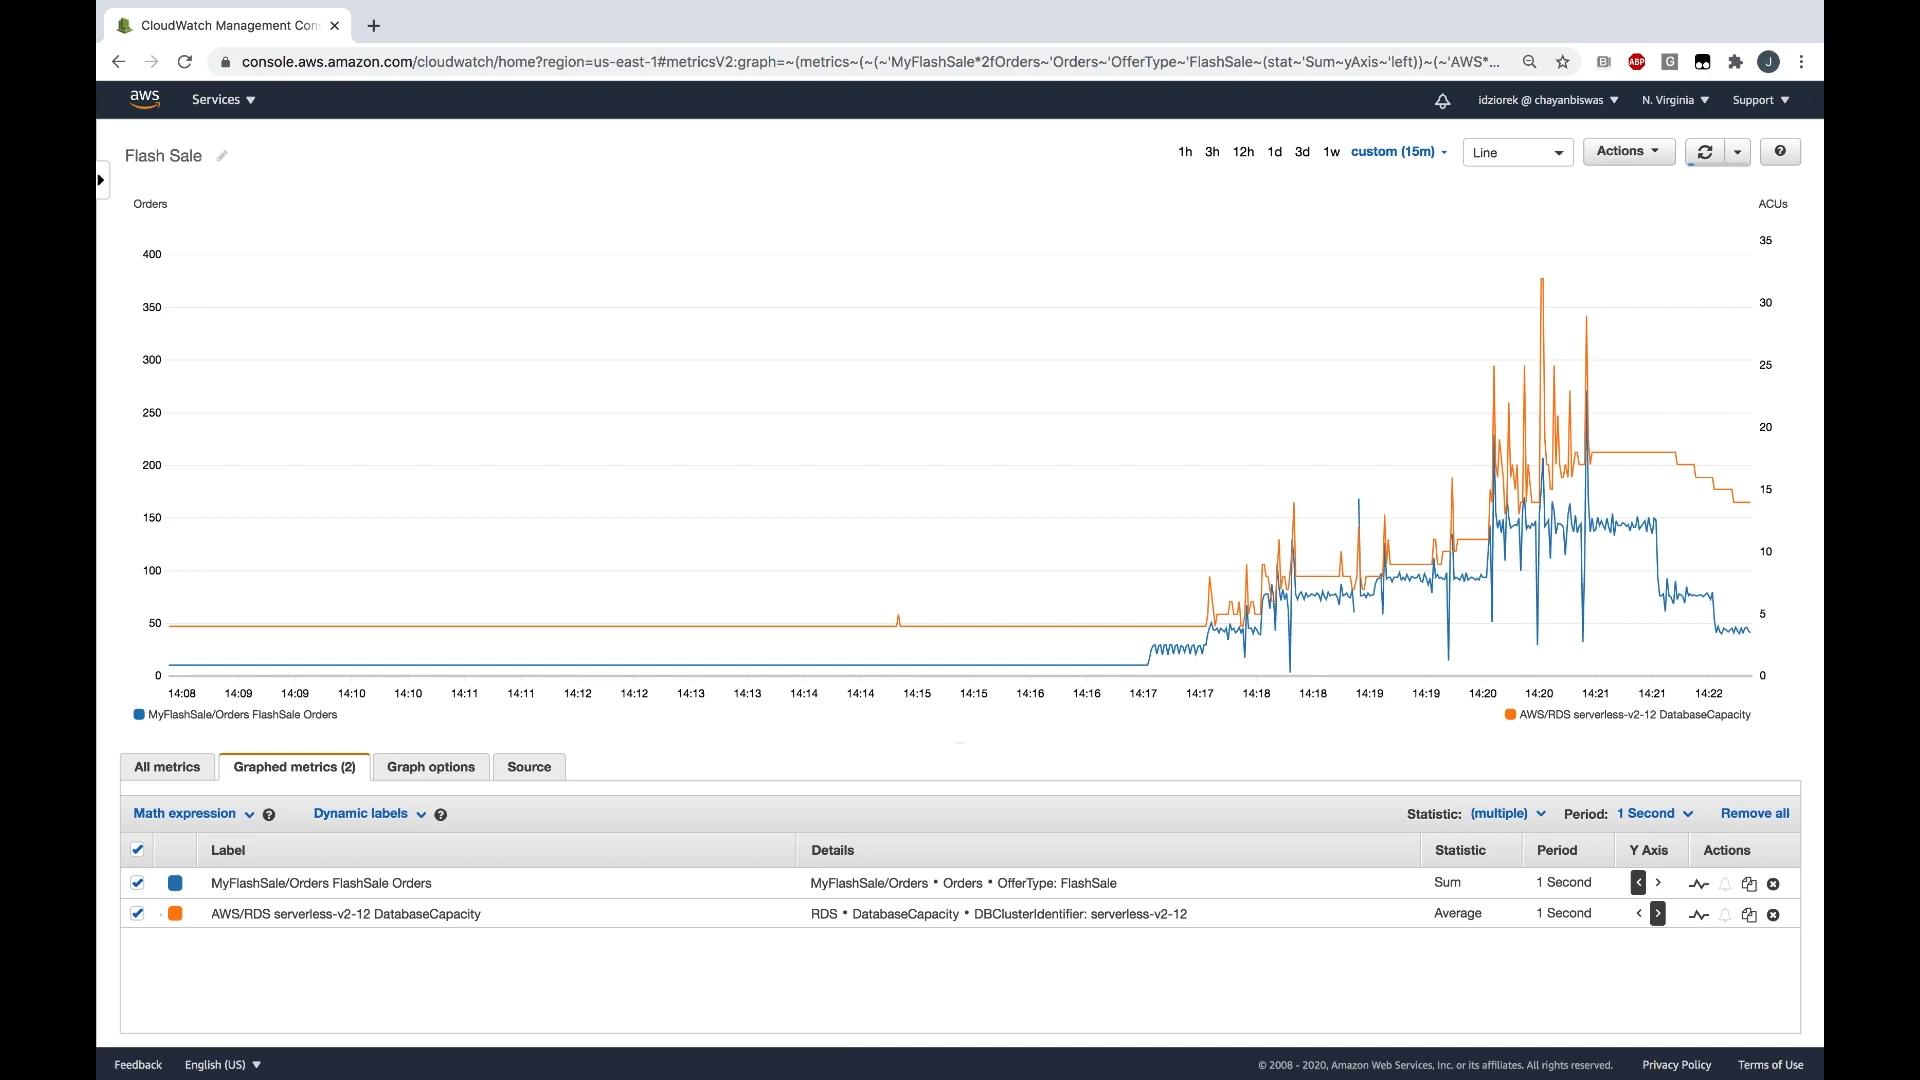 CloudWatch Management Con
console.aws.amazon.com/cloudwatch/home?region=us-east-1#metricsV2:graph=~(metrics~(~(~'MyFlashSale*2fOrders~'Orders~'OfferType~'FlashSale~(stat~'Sum~yAxis~'left))~(~'AWS*...
ABP
G
J
aws
Services
idziorek @ chayanbiswas
N. Virginia
Support
Flash Sale
1h 3h 12h 1d 3d 1w custom (15m)
Line
Actions
Orders
ACUs
400
350
300
250
200
150
100
50
0
35
30
25
20
15
10
5
0
14:08 14:09 14:09 14:10 14:10 14:11 14:11 14:12 14:12 14:13 14:13 14:14 14:14 14:15 14:15 14:16 14:16 14:17 14:17 14:18 14:18 14:19 14:19 14:20 14:20 14:21 14:21 14:22
MyFlashSale/Orders FlashSale Orders
AWS/RDS serverless-v2-12 DatabaseCapacity
All metrics
Graphed metrics (2)
Graph options
Source
Math expression
Dynamic labels
Statistic: (multiple)
Period: 1 Second
Remove all
Label Details Statistic Period Y Axis Actions
MyFlashSale/Orders FlashSale Orders MyFlashSale/Orders • Orders • OfferType: FlashSale Sum 1 Second
AWS/RDS serverless-v2-12 DatabaseCapacity RDS • DatabaseCapacity • DBClusterIdentifier: serverless-v2-12 Average 1 Second
Feedback
English (US)
© 2008 - 2020, Amazon Web Services, Inc. or its affiliates. All rights reserved.
Privacy Policy
Terms of Use